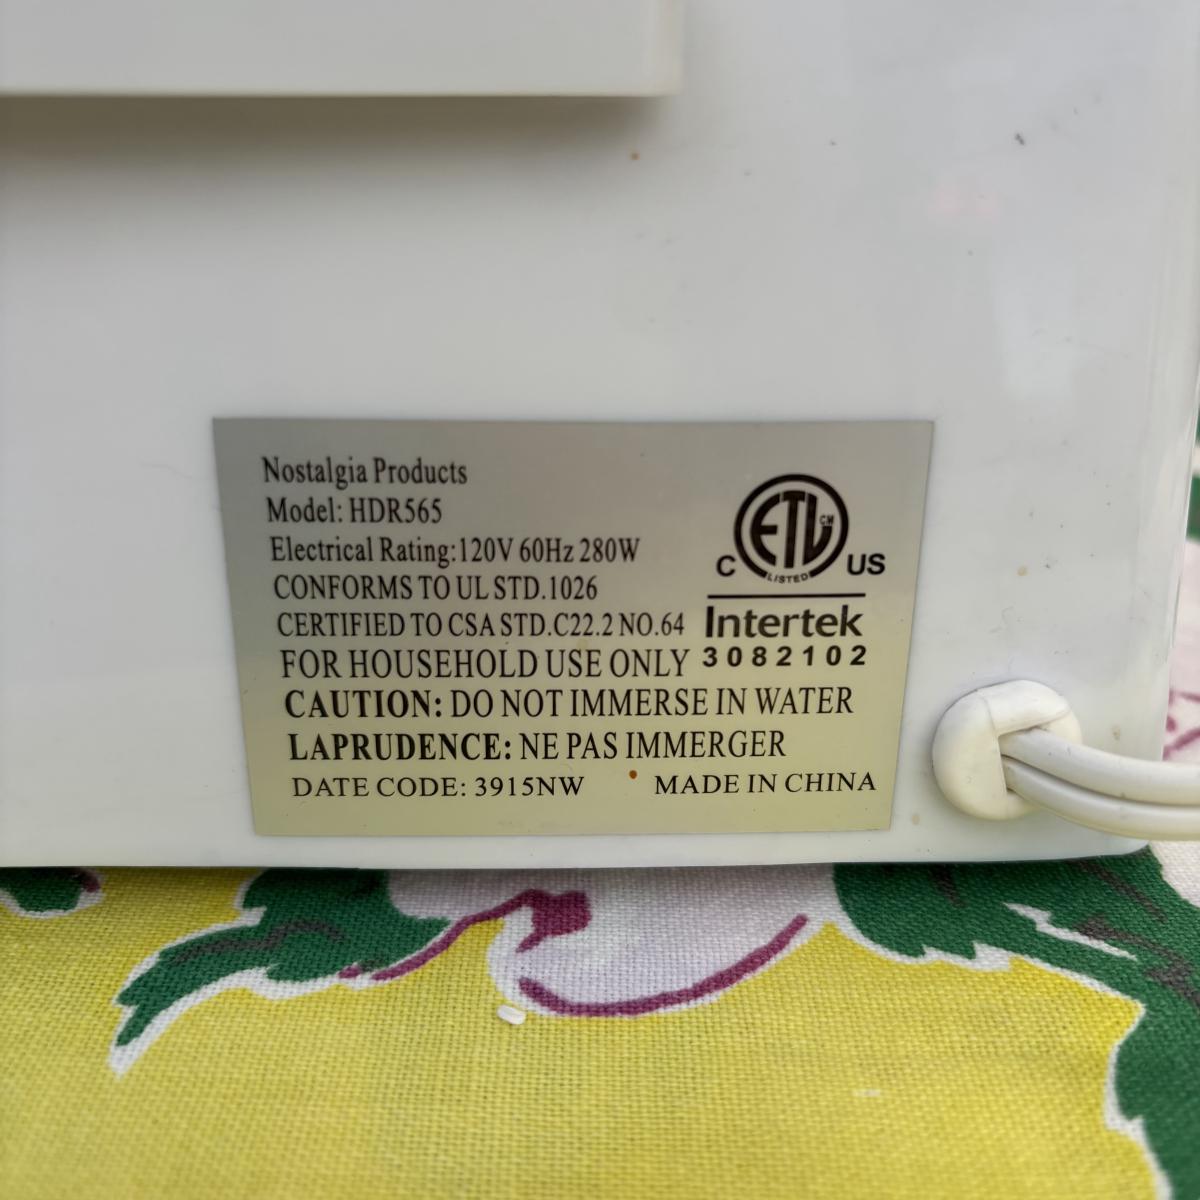 Nostalgia Products
Model: HDR565
Electrical Rating:120V 60Hz 280W
CONFORMS TO UL STD.1026
CERTIFIED TO CSA STD.C22.2 NO.64
FOR HOUSEHOLD USE ONLY
CAUTION: DO NOT IMMERSE IN WATER
LAPRUDENCE: NE PAS IMMERGER
DATE CODE: 3915NW
MADE IN CHINA
ETL CM
C LISTED US
Intertek
3082102